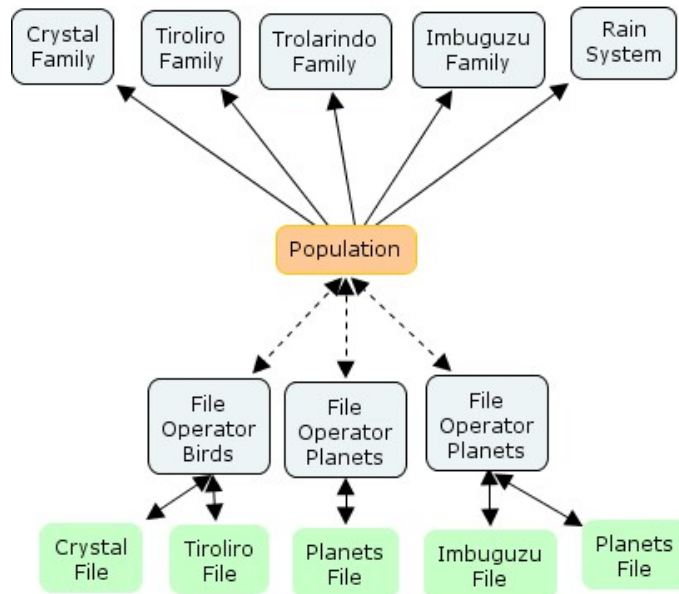 Crystal
Family
Tiroliro
Family
Trolarindo
Family
Imbuguzu
Family
Rain
System
Population
File
Operator
Birds
File
Operator
Planets
File
Operator
Planets
Crystal
File
Tiroliro
File
Planets
File
Imbuguzu
File
Planets
File